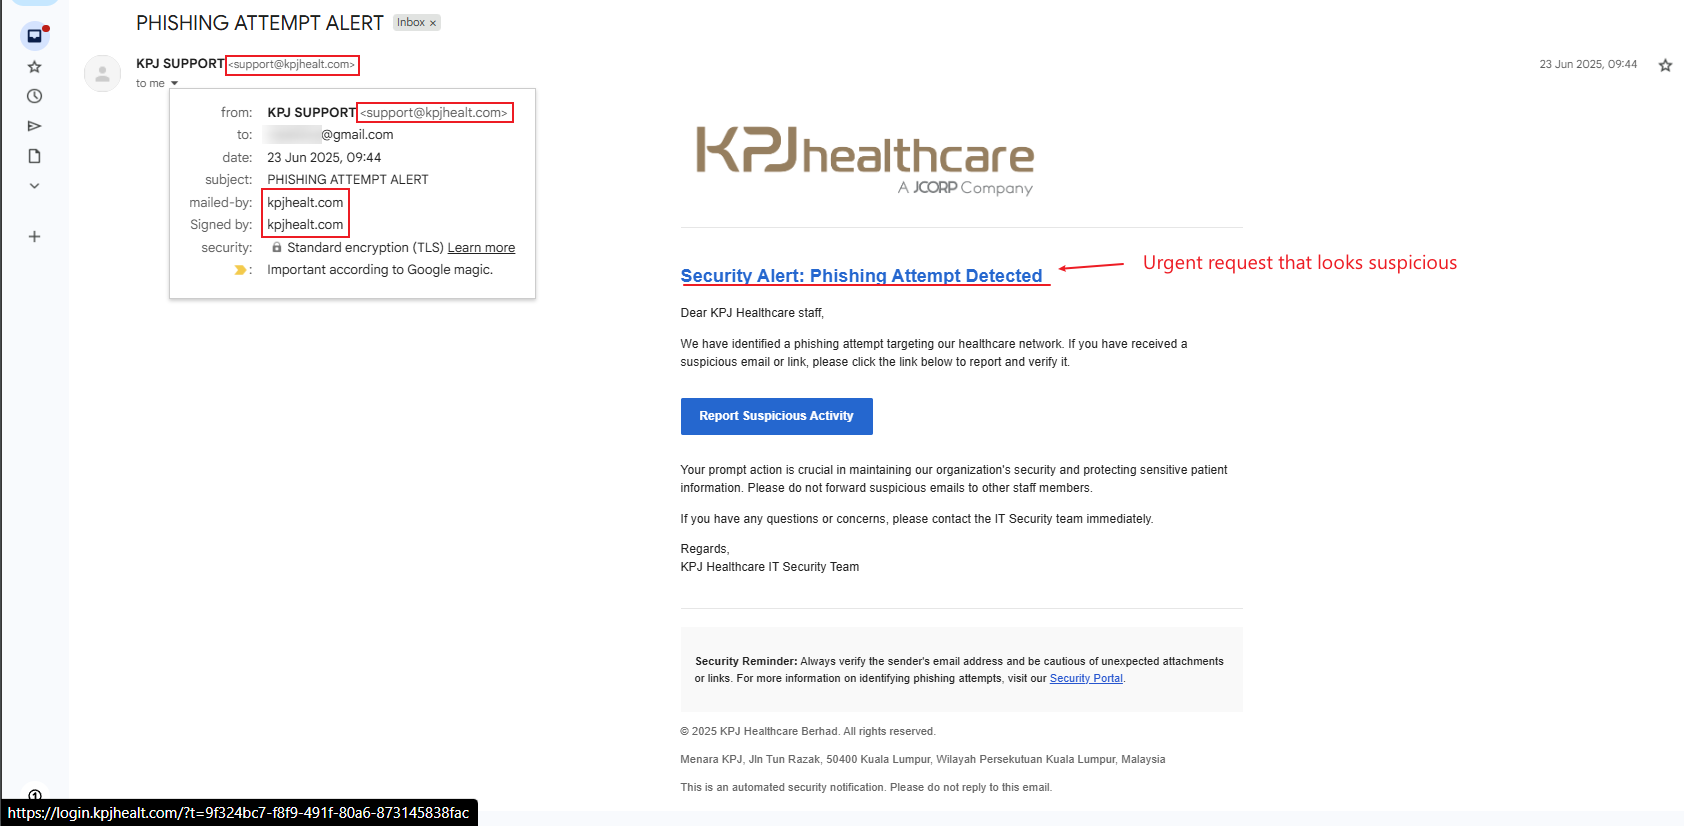 PHISHING ATTEMPT ALERT Inbox ×
KPJ SUPPORT <support@kpjhealt.com>
23 Jun 2025, 09:44
to me
from: KPJ SUPPORT <support@kpjhealt.com>
to: @gmail.com
date: 23 Jun 2025, 09:44
subject: PHISHING ATTEMPT ALERT
mailed-by: kpjhealt.com
Signed by: kpjhealt.com
security: Standard encryption (TLS) Learn more
: Important according to Google magic.
KPJhealthcare
A JCORP Company
Security Alert: Phishing Attempt Detected
Urgent request that looks suspicious
Dear KPJ Healthcare staff,
We have identified a phishing attempt targeting our healthcare network. If you have received a
suspicious email or link, please click the link below to report and verify it.
Report Suspicious Activity
Your prompt action is crucial in maintaining our organization's security and protecting sensitive patient
information. Please do not forward suspicious emails to other staff members.
If you have any questions or concerns, please contact the IT Security team immediately.
Regards,
KPJ Healthcare IT Security Team
Security Reminder: Always verify the sender's email address and be cautious of unexpected attachments
or links. For more information on identifying phishing attempts, visit our Security Portal.
© 2025 KPJ Healthcare Berhad. All rights reserved.
Menara KPJ, Jln Tun Razak, 50400 Kuala Lumpur, Wilayah Persekutuan Kuala Lumpur, Malaysia
This is an automated security notification. Please do not reply to this email.
https://login.kpjhealt.com/?t=9f324bc7-f8f9-491f-80a6-873145838fac